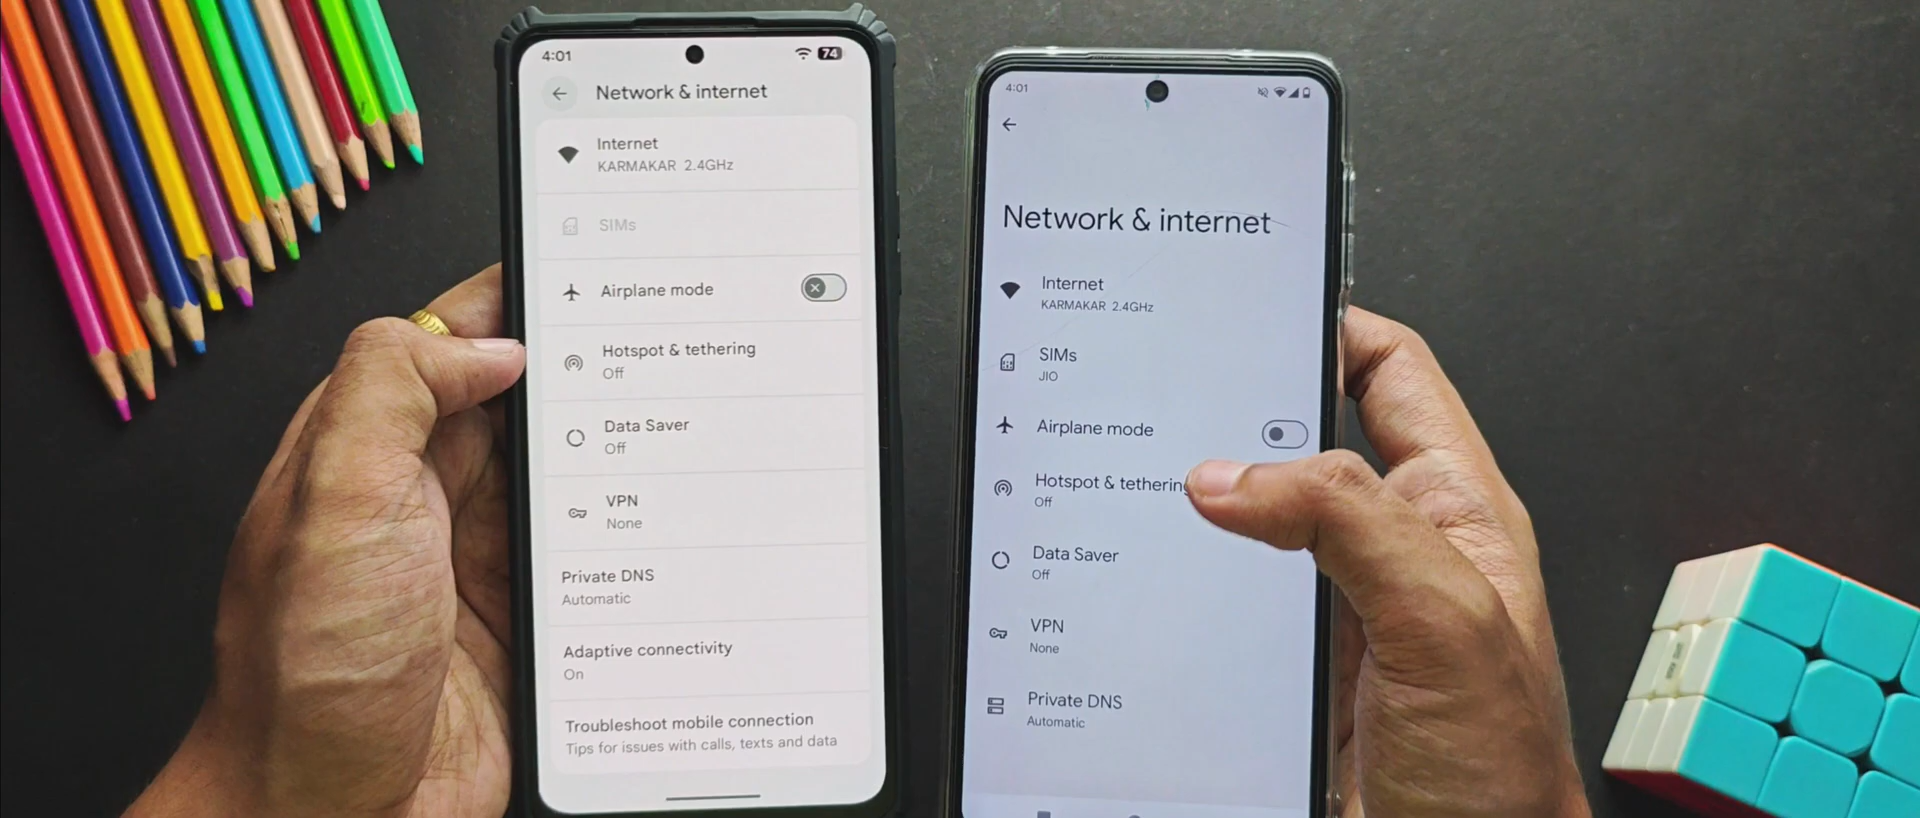 4:01
74
Network & internet
Internet
KARMAKAR 2.4GHz
SIMs
Airplane mode
Hotspot & tethering
Off
Data Saver
Off
VPN
None
Private DNS
Automatic
Adaptive connectivity
On
Troubleshoot mobile connection
Tips for issues with calls, texts and data
4:01
Network & internet
Internet
KARMAKAR 2.4GHz
SIMs
JIO
Airplane mode
Hotspot & tethering
Off
Data Saver
Off
VPN
None
Private DNS
Automatic